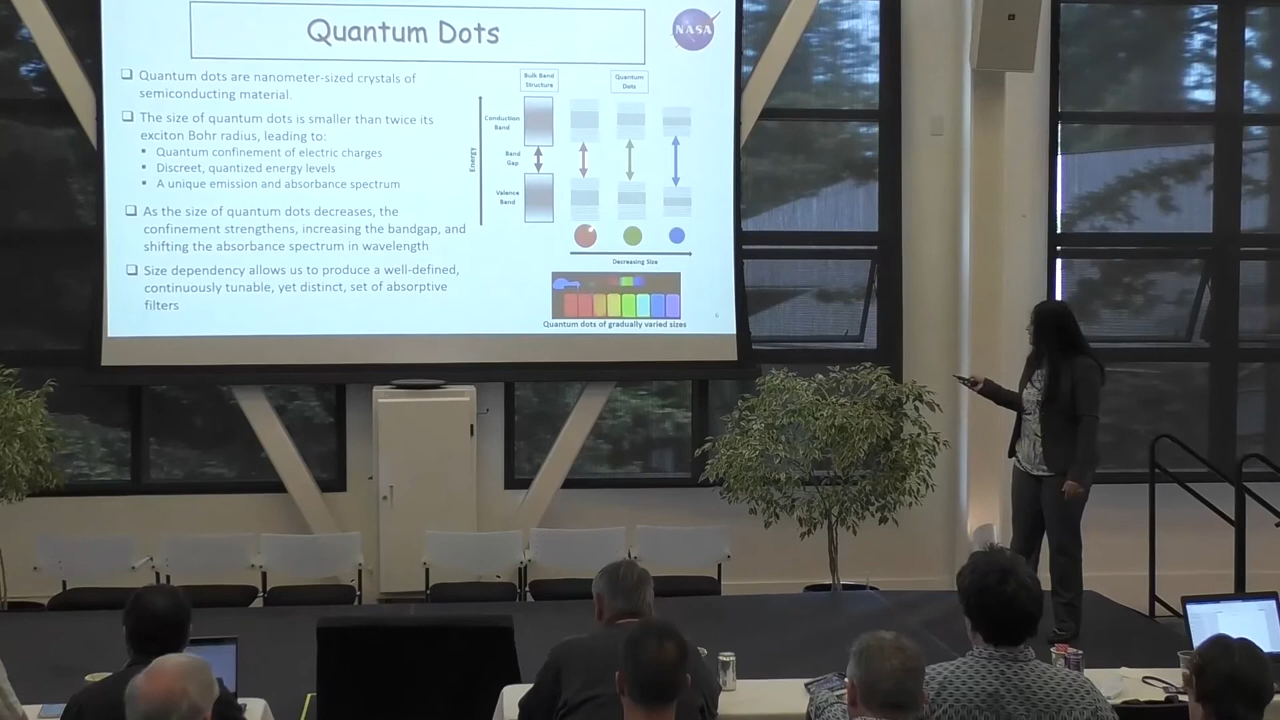 Quantum Dots
NASA
Quantum dots are nanometer-sized crystals of
semiconducting material.
The size of quantum dots is smaller than twice its
exciton Bohr radius, leading to:
Quantum confinement of electric charges
Discreet, quantized energy levels
A unique emission and absorbance spectrum
As the size of quantum dots decreases, the
confinement strengthens, increasing the bandgap, and
shifting the absorbance spectrum in wavelength
Size dependency allows us to produce a well-defined,
continuously tunable, yet distinct, set of absorptive
filters
Bulk Band
Structure
Quantum
Dots
Energy
Conduction
Band
Band
Gap
Valence
Band
Decreasing Size
Quantum dots of gradually varied sizes
6